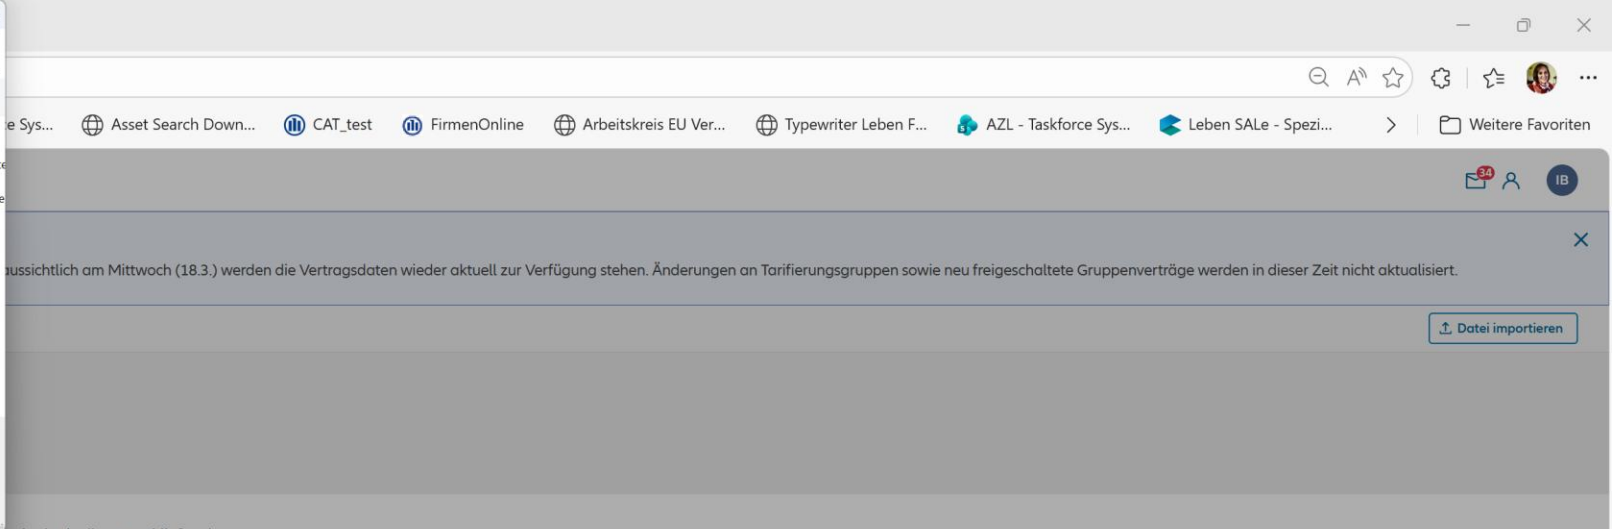 e Sys...
Asset Search Down...
CAT_test
FirmenOnline
Arbeitskreis EU Ver...
Typewriter Leben F...
AZL - Taskforce Sys...
Leben SALe - Spezi...
Weitere Favoriten
34
IB
aussichtlich am Mittwoch (18.3.) werden die Vertragsdaten wieder aktuell zur Verfügung stehen. Änderungen an Tarifierungsgruppen sowie neu freigeschaltete Gruppenverträge werden in dieser Zeit nicht aktualisiert.
Datei importieren